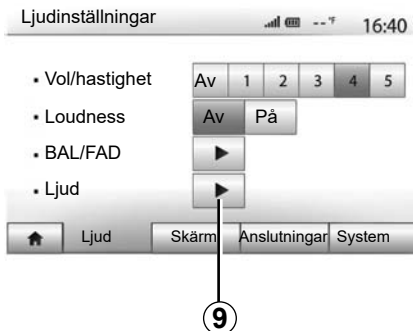 Ljudinställningar -- °F 16:40
Vol/hastighet Av 1 2 3 4 5
Loudness Av På
BAL/FAD
Ljud
Ljud Skärm Anslutningar System
9